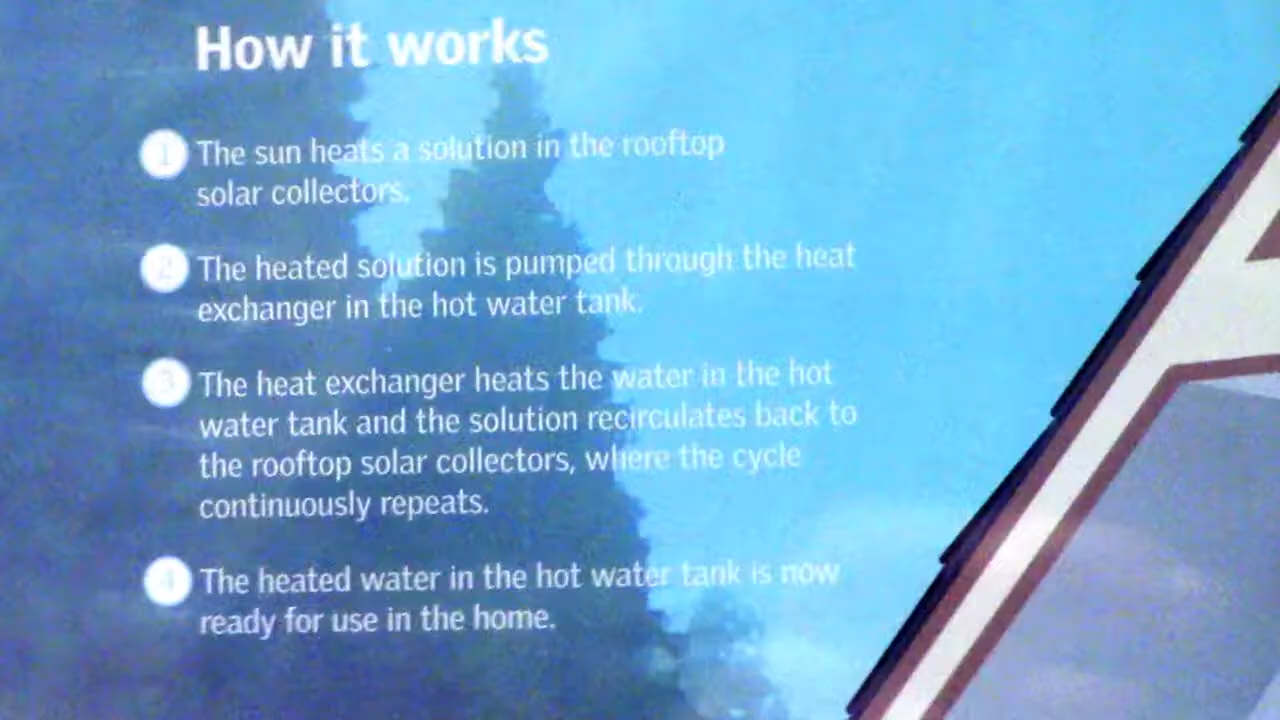 How it works
1 The sun heats a solution in the rooftop
solar collectors.
2 The heated solution is pumped through the heat
exchanger in the hot water tank.
3 The heat exchanger heats the water in the hot
water tank and the solution recirculates back to
the rooftop solar collectors, where the cycle
continuously repeats.
4 The heated water in the hot water tank is now
ready for use in the home.